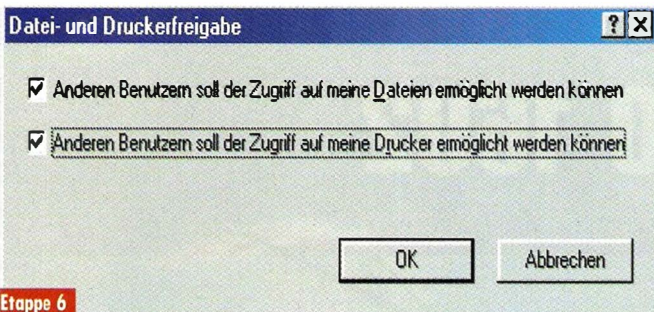 Datei- und Druckerfreigabe
Anderen Benutzern soll der Zugriff auf meine Dateien ermöglicht werden können
Anderen Benutzern soll der Zugriff auf meine Drucker ermöglicht werden können
OK
Abbrechen
Etappe 6